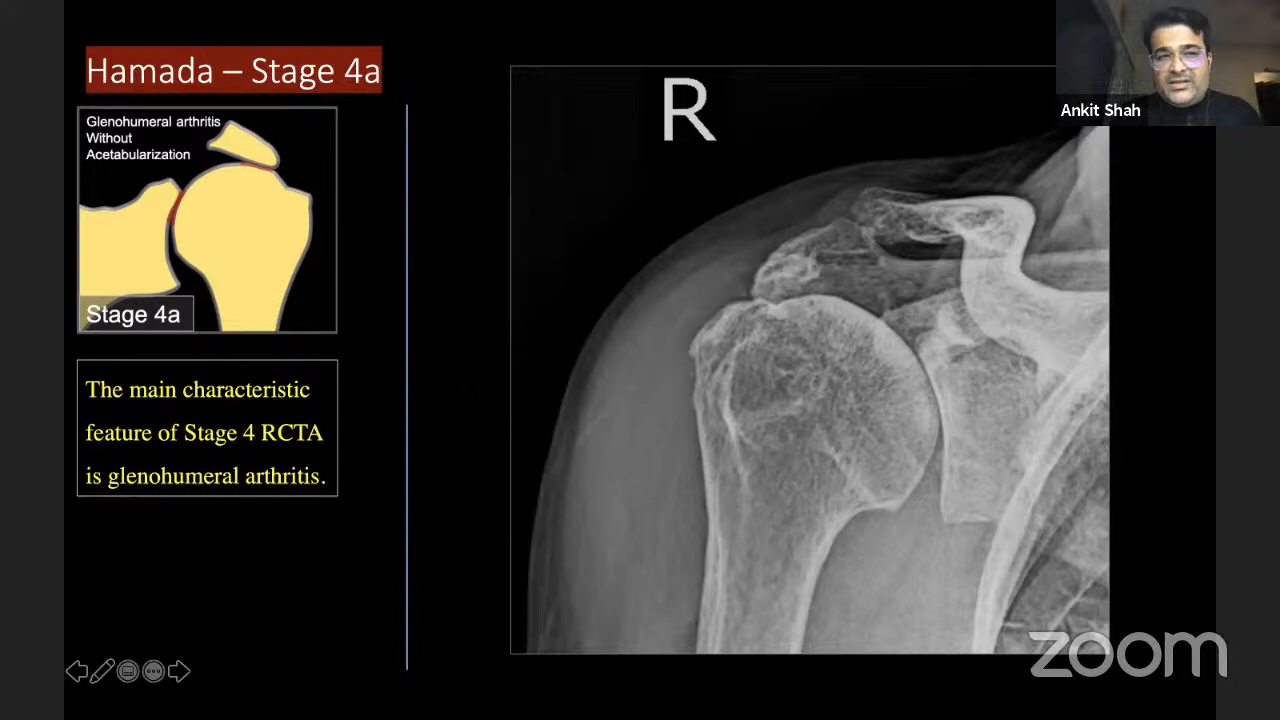 Hamada – Stage 4a
Glenohumeral arthritis
Without
Acetabularization
Stage 4a
The main characteristic
feature of Stage 4 RCTA
is glenohumeral arthritis.
R
Ankit Shah
zoom